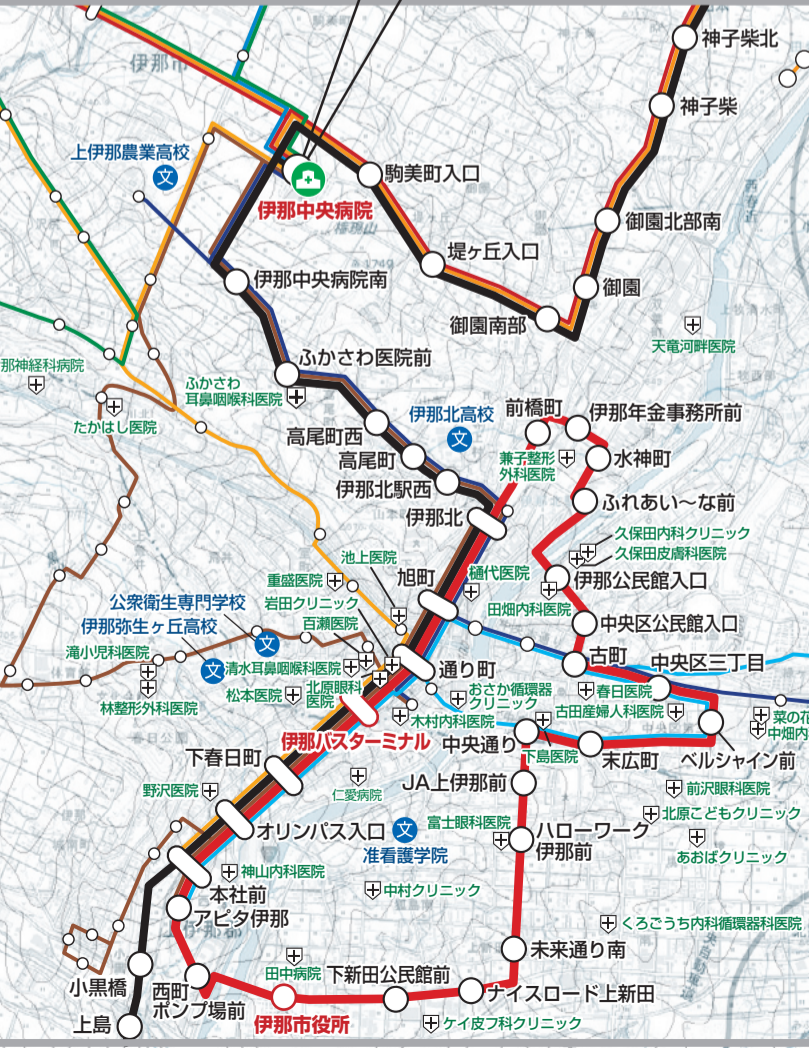 神子柴北
伊那市
神子柴
上伊那農業高校
文
駒美町入口
伊那中央病院
御園北部南
堤ヶ丘入口
伊那中央病院南
御園
御園南部
天竜河畔医院
ふかさわ医院前
那神経科病院
ふかさわ
耳鼻咽喉科医院
たかはし医院
伊那北高校
文
前橋町
伊那年金事務所前
高尾町西
兼子整形
外科医院
水神町
高尾町
伊那北駅西
ふれあい〜な前
伊那北
久保田内科クリニック
久保田皮膚科医院
池上医院
樋代医院
重盛医院
旭町
伊那公民館入口
岩田クリニック
田畑内科医院
公衆衛生専門学校
百瀬医院
中央区公民館入口
伊那弥生ヶ丘高校
文
滝小児科医院
文
清水耳鼻咽喉科医院
通り町
古町
中央区三丁目
林整形外科医院
松本医院
北原眼科
医院
おさか循環器
クリニック
春日医院
木村内科医院
古田産婦人科医院
菜の花
中畑内
伊那バスターミナル
中央通り
下島医院
末広町
ベルシャイン前
下春日町
野沢医院
仁愛病院
JA上伊那前
前沢眼科医院
オリンパス入口
文
准看護学院
富士眼科医院
ハローワーク
伊那前
北原こどもクリニック
あおばクリニック
神山内科医院
本社前
中村クリニック
アピタ伊那
くろごうち内科循環器科医院
未来通り南
田中病院
下新田公民館前
小黒橋
西町
ポンプ場前
ナイスロード上新田
上島
伊那市役所
ケイ皮フ科クリニック